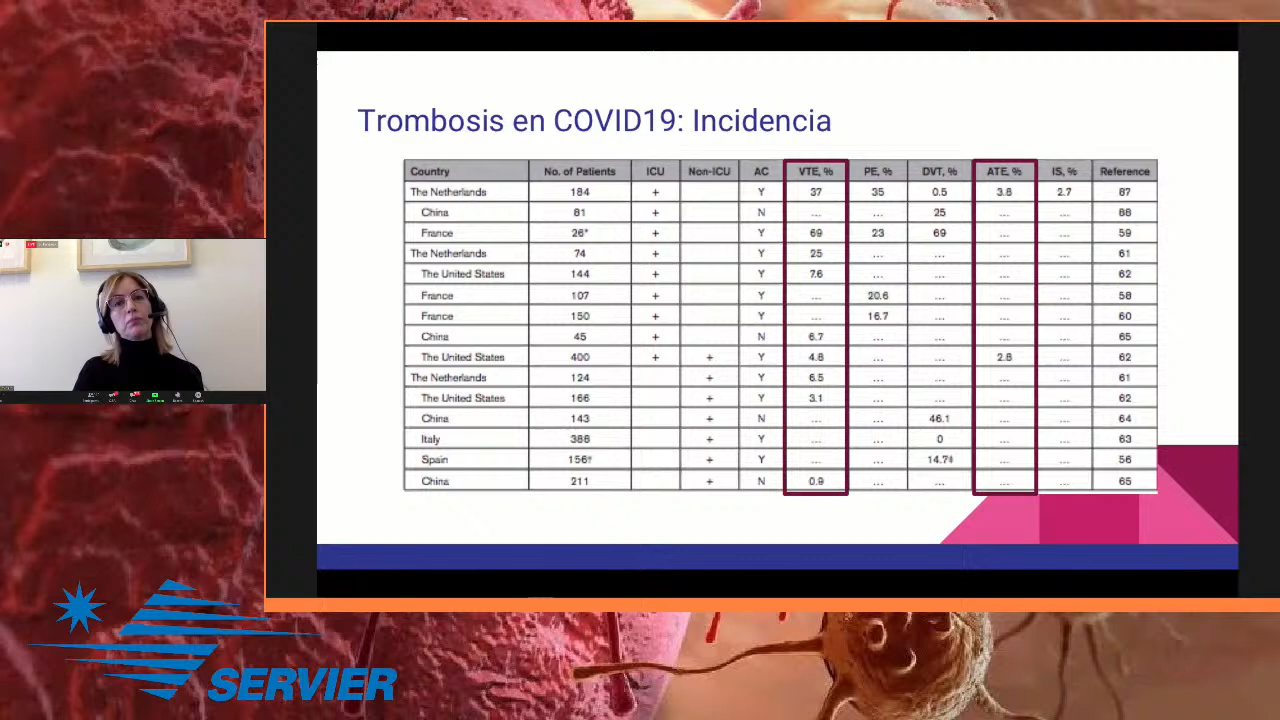 Trombosis en COVID19: Incidencia
Country No. of Patients ICU Non-ICU AC VTE, % PE, % DVT, % ATE, % IS, % Reference
The Netherlands 184 + Y 37 35 0.5 3.8 2.7 87
China 81 + N ... ... 25 ... ... 88
France 26* + Y 69 23 69 ... ... 59
The Netherlands 74 + Y 25 ... ... ... ... 61
The United States 144 + Y 7.6 ... ... ... ... 62
France 107 + Y ... 20.6 ... ... ... 58
France 150 + Y ... 16.7 ... ... ... 60
China 45 + N 6.7 ... ... ... ... 65
The United States 400 + + Y 4.8 ... ... 2.8 ... 62
The Netherlands 124 + Y 6.5 ... ... ... ... 61
The United States 166 + Y 3.1 ... ... ... ... 62
China 143 + N ... ... 46.1 ... ... 64
Italy 388 + Y ... ... 0 ... ... 63
Spain 156† + Y ... ... 14.7‡ ... ... 56
China 211 + N 0.9 ... ... ... ... 65
SERVIER